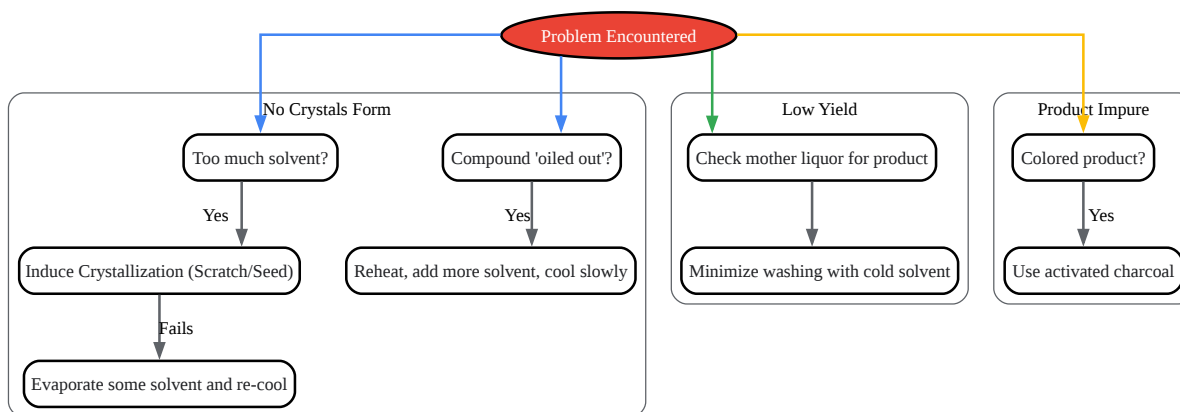 Problem Encountered
No Crystals Form
Low Yield
Product Impure
Too much solvent?
Compound 'oiled out'?
Check mother liquor for product
Colored product?
Yes
Yes
Yes
Induce Crystallization (Scratch/Seed)
Reheat, add more solvent, cool slowly
Minimize washing with cold solvent
Use activated charcoal
Fails
Evaporate some solvent and re-cool